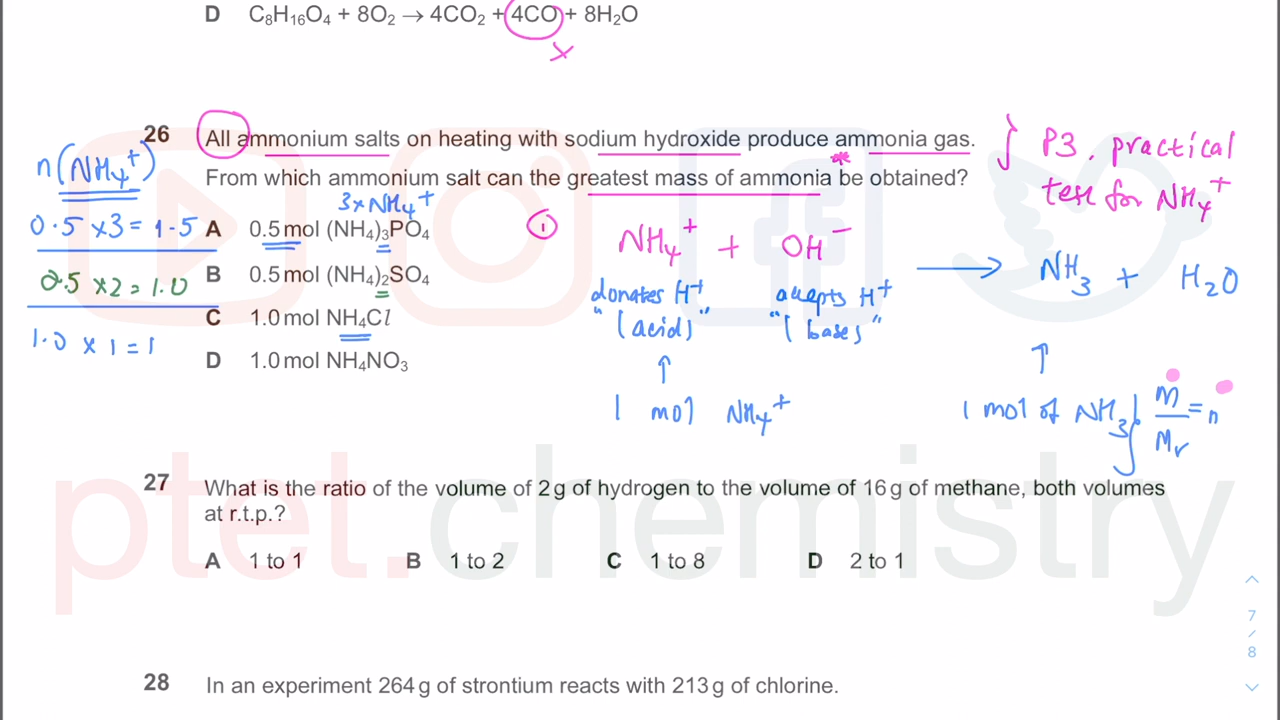 D C₈H₁₆O₄ + 8O₂ → 4CO₂ + 4CO + 8H₂O
×
26 All ammonium salts on heating with sodium hydroxide produce ammonia gas.
} P3. practical
test for NH₄⁺
n(NH₄⁺)
From which ammonium salt can the greatest mass of ammonia be obtained?
3×NH₄⁺
0.5 ×3 = 1.5 A 0.5 mol (NH₄)₃PO₄
① NH₄⁺ + OH⁻ ⟶ NH₃ + H₂O
0.5 ×2 = 1.0 B 0.5 mol (NH₄)₂SO₄
donates H⁺ accepts H⁺
"(acid)" "(bases"
C 1.0 mol NH₄Cl
1.0 × 1 = 1
D 1.0 mol NH₄NO₃
↑ ↑
1 mol NH₄⁺ 1 mol of NH₃ } m/Mr = n
27 What is the ratio of the volume of 2 g of hydrogen to the volume of 16 g of methane, both volumes
at r.t.p.?
A 1 to 1 B 1 to 2 C 1 to 8 D 2 to 1
ptet.chemistry
7
/
8
28 In an experiment 264 g of strontium reacts with 213 g of chlorine.